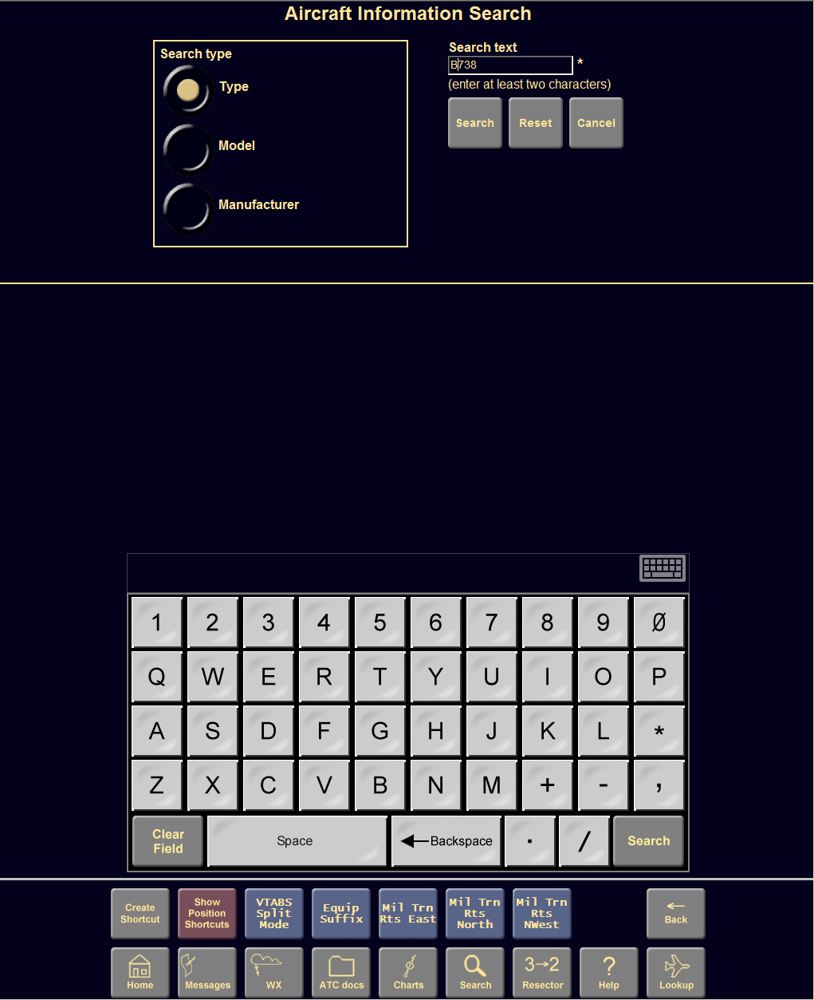 Aircraft Information Search
Search type
Type
Model
Manufacturer
Search text
B738 *
(enter at least two characters)
Search Reset Cancel
1 2 3 4 5 6 7 8 9 Ø
Q W E R T Y U I O P
A S D F G H J K L *
Z X C V B N M + - ,
Clear
Field
Space
Backspace
. /
Search
Create
Shortcut
Show
Position
Shortcuts
VTABS
Split
Mode
Equip
Suffix
Mil Trn
Rts East
Mil Trn
Rts
North
Mil Trn
Rts
NWest
Back
Home
Messages
WX
ATC docs
Charts
Search
3→2
Resector
?
Help
Lookup